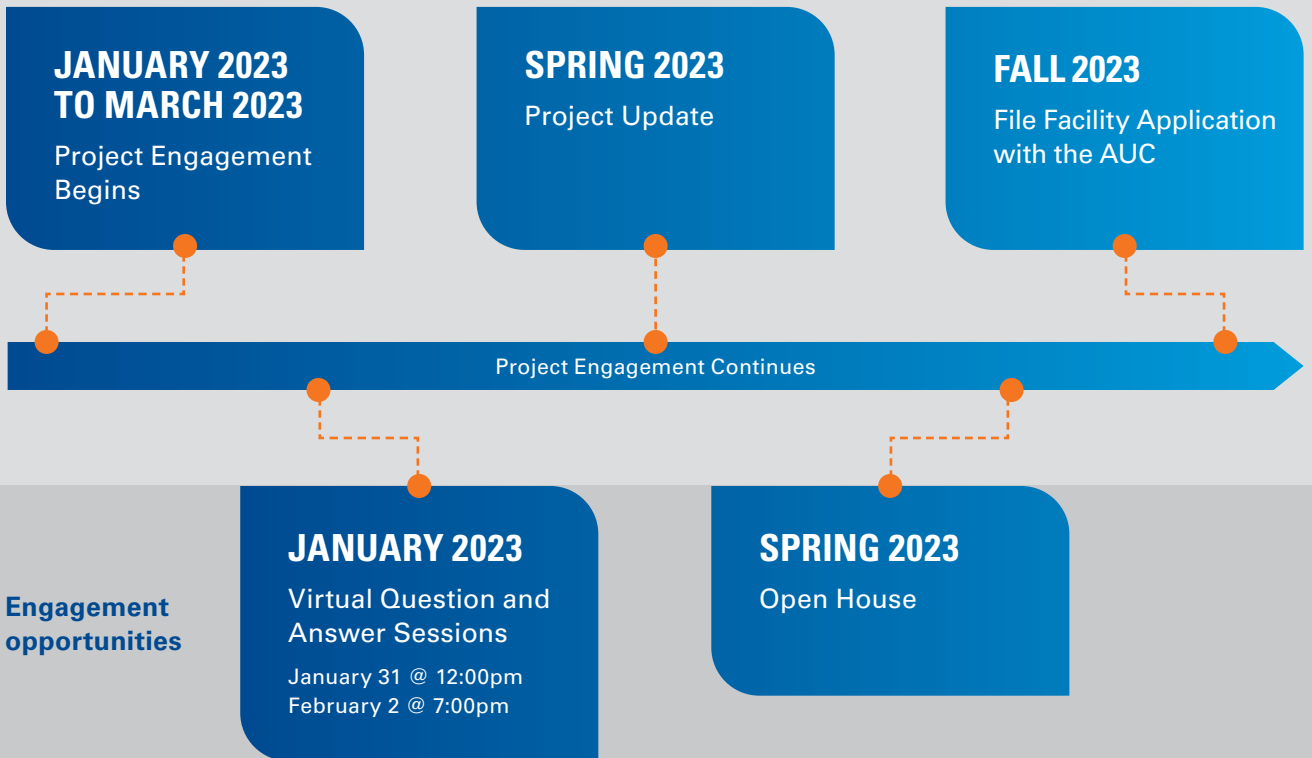 JANUARY 2023
TO MARCH 2023
Project Engagement
Begins
SPRING 2023
Project Update
FALL 2023
File Facility Application
with the AUC
Project Engagement Continues
Engagement
opportunities
JANUARY 2023
Virtual Question and
Answer Sessions
January 31 @ 12:00pm
February 2 @ 7:00pm
SPRING 2023
Open House